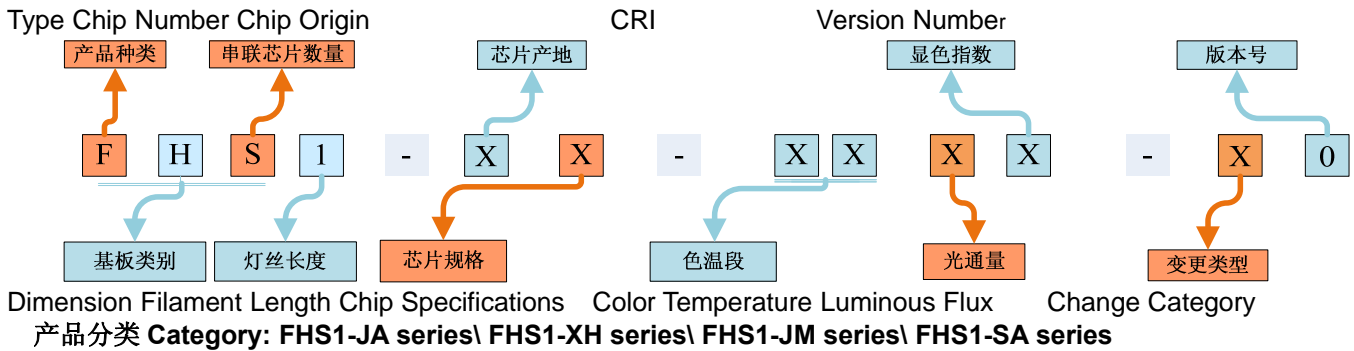 Type Chip Number Chip Origin CRI Version Number
产品种类 串联芯片数量 芯片产地 显色指数 版本号
F H S 1 - X X - X X X X - X 0
基板类别 灯丝长度 芯片规格 色温段 光通量 变更类型
Dimension Filament Length Chip Specifications Color Temperature Luminous Flux Change Category
产品分类 Category: FHS1-JA series\ FHS1-XH series\ FHS1-JM series\ FHS1-SA series